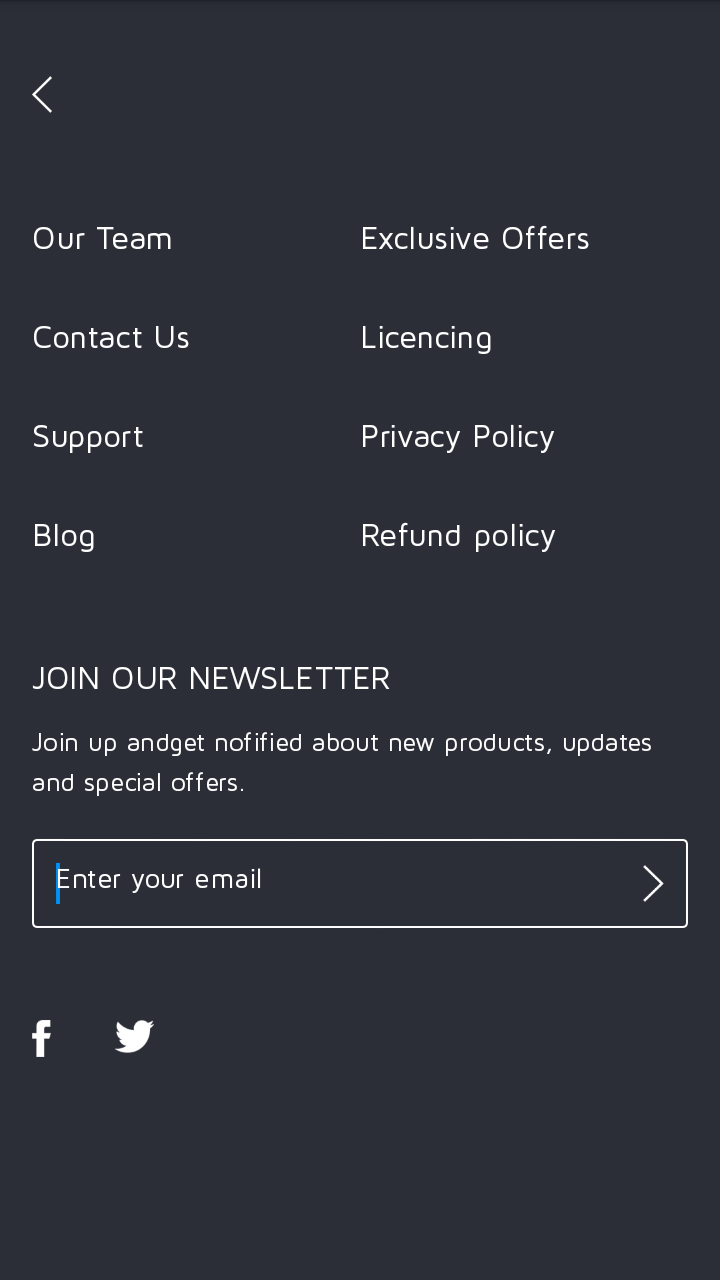 Our Team
Exclusive Offers
Contact Us
Licencing
Support
Privacy Policy
Blog
Refund policy
JOIN OUR NEWSLETTER
Join up andget nofified about new products, updates
and special offers.
Enter your email